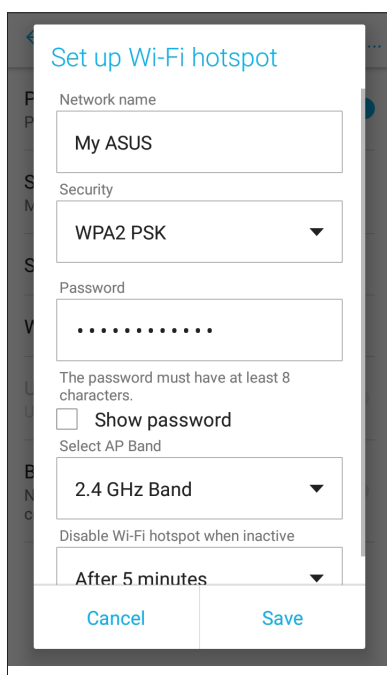 Set up Wi-Fi hotspot
Network name
My ASUS
Security
WPA2 PSK
Password
············
The password must have at least 8
characters.
Show password
Select AP Band
2.4 GHz Band
Disable Wi-Fi hotspot when inactive
After 5 minutes
Cancel
Save